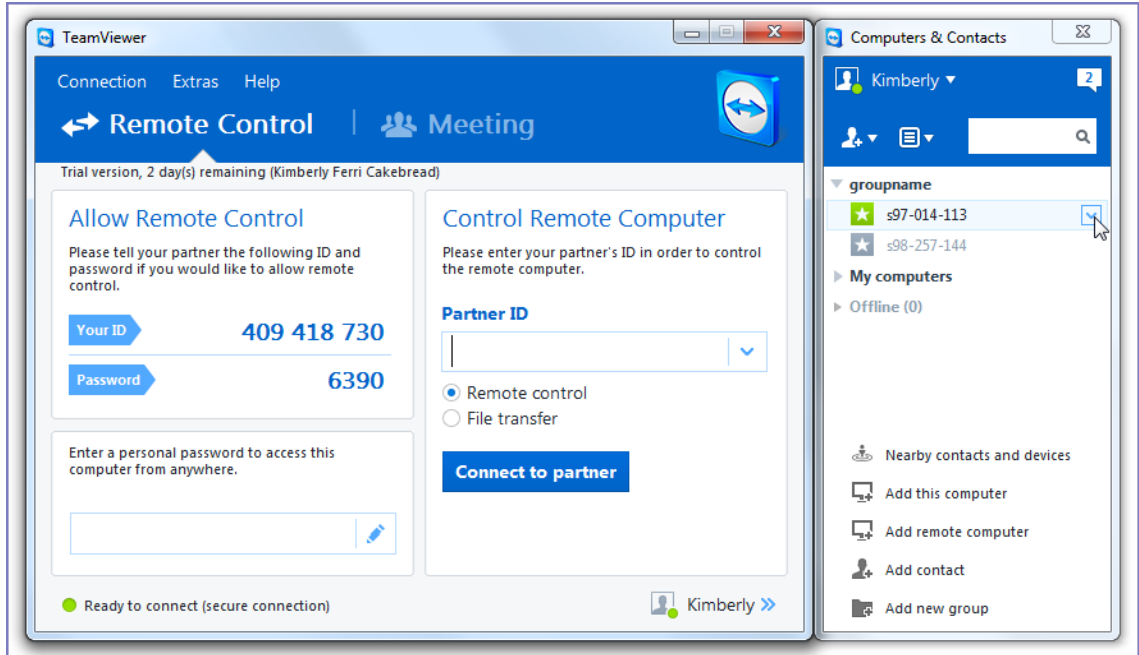 TeamViewer
Connection Extras Help
Remote Control Meeting
Trial version, 2 day(s) remaining (Kimberly Ferri Cakebread)
Allow Remote Control
Please tell your partner the following ID and
password if you would like to allow remote
control.
Your ID 409 418 730
Password 6390
Enter a personal password to access this
computer from anywhere.
Control Remote Computer
Please enter your partner's ID in order to control
the remote computer.
Partner ID
Remote control
File transfer
Connect to partner
Ready to connect (secure connection)
Kimberly
Computers & Contacts
Kimberly 2
groupname
s97-014-113
s98-257-144
My computers
Offline (0)
Nearby contacts and devices
Add this computer
Add remote computer
Add contact
Add new group